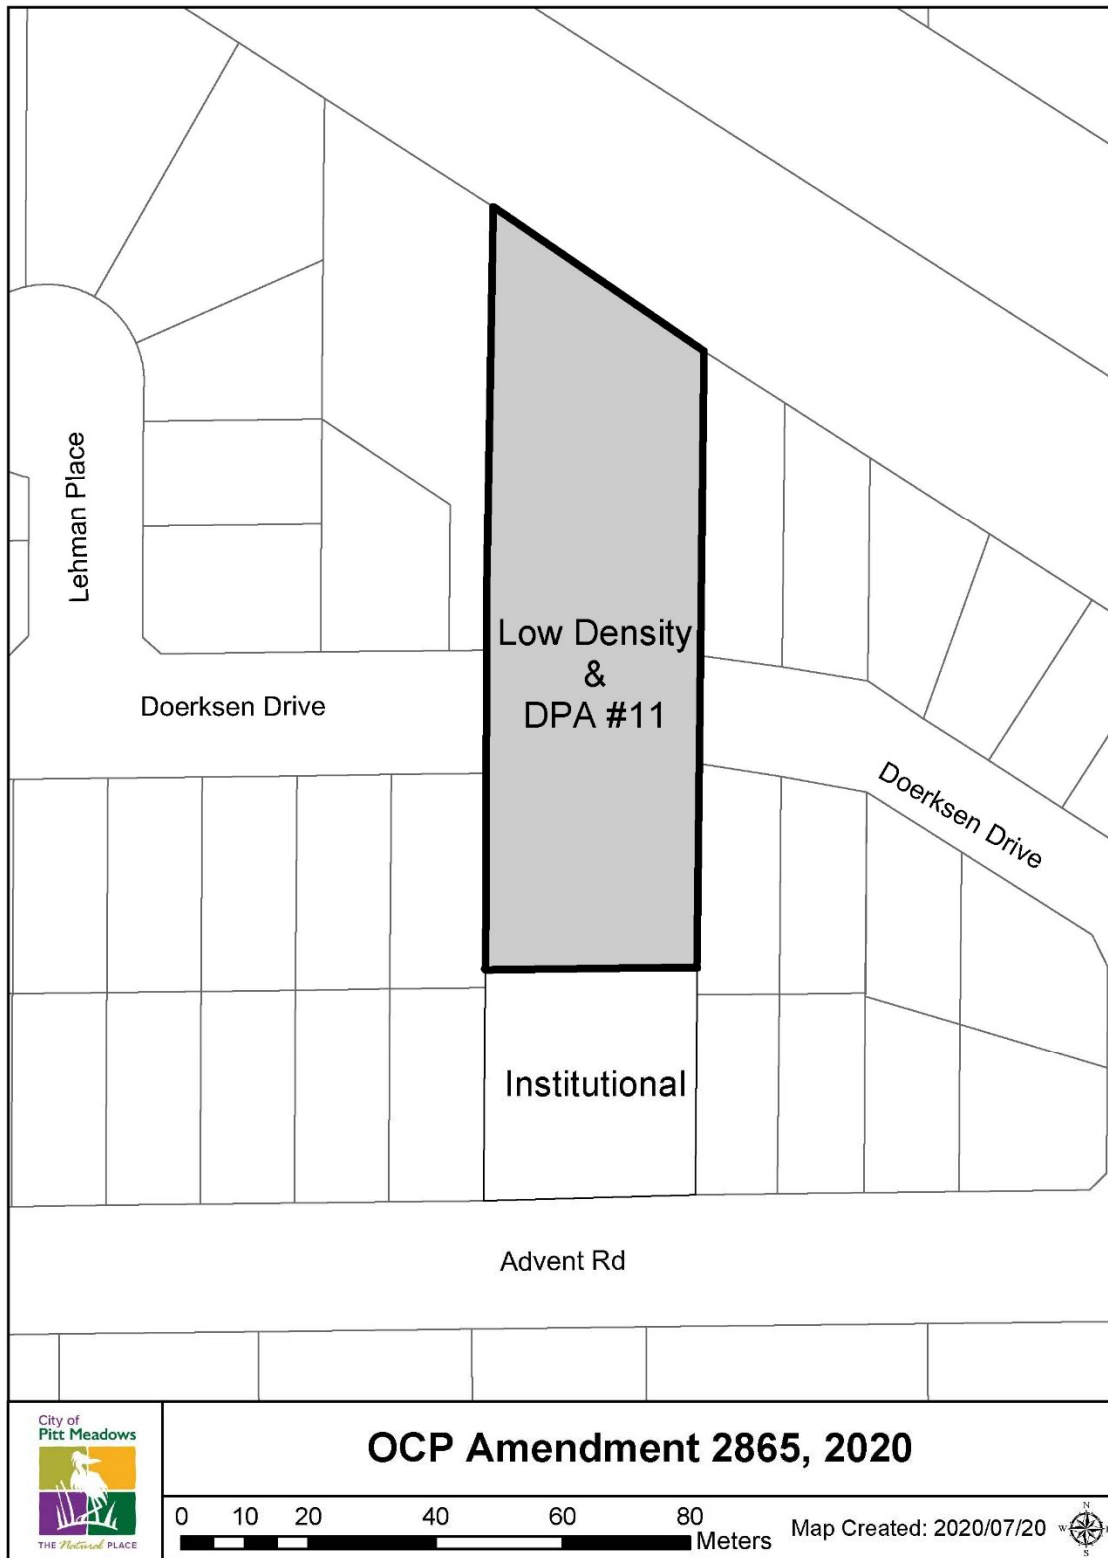 Lehman Place
Low Density
&
DPA #11
Doerksen Drive
Doerksen Drive
Institutional
Advent Rd
City of
Pitt Meadows
THE Natural PLACE
OCP Amendment 2865, 2020
0 10 20 40 60 80
Meters
Map Created: 2020/07/20
N
W E
S